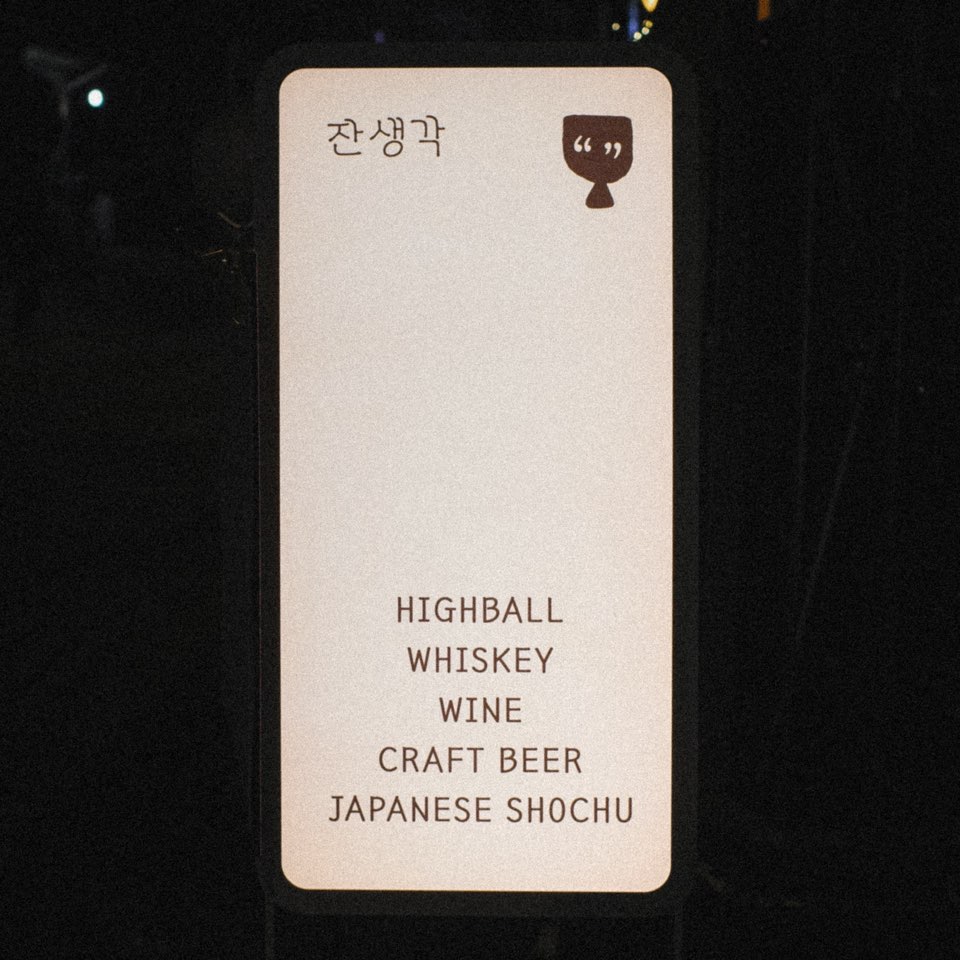 잔생각
“ ”
HIGHBALL
WHISKEY
WINE
CRAFT BEER
JAPANESE SHOCHU